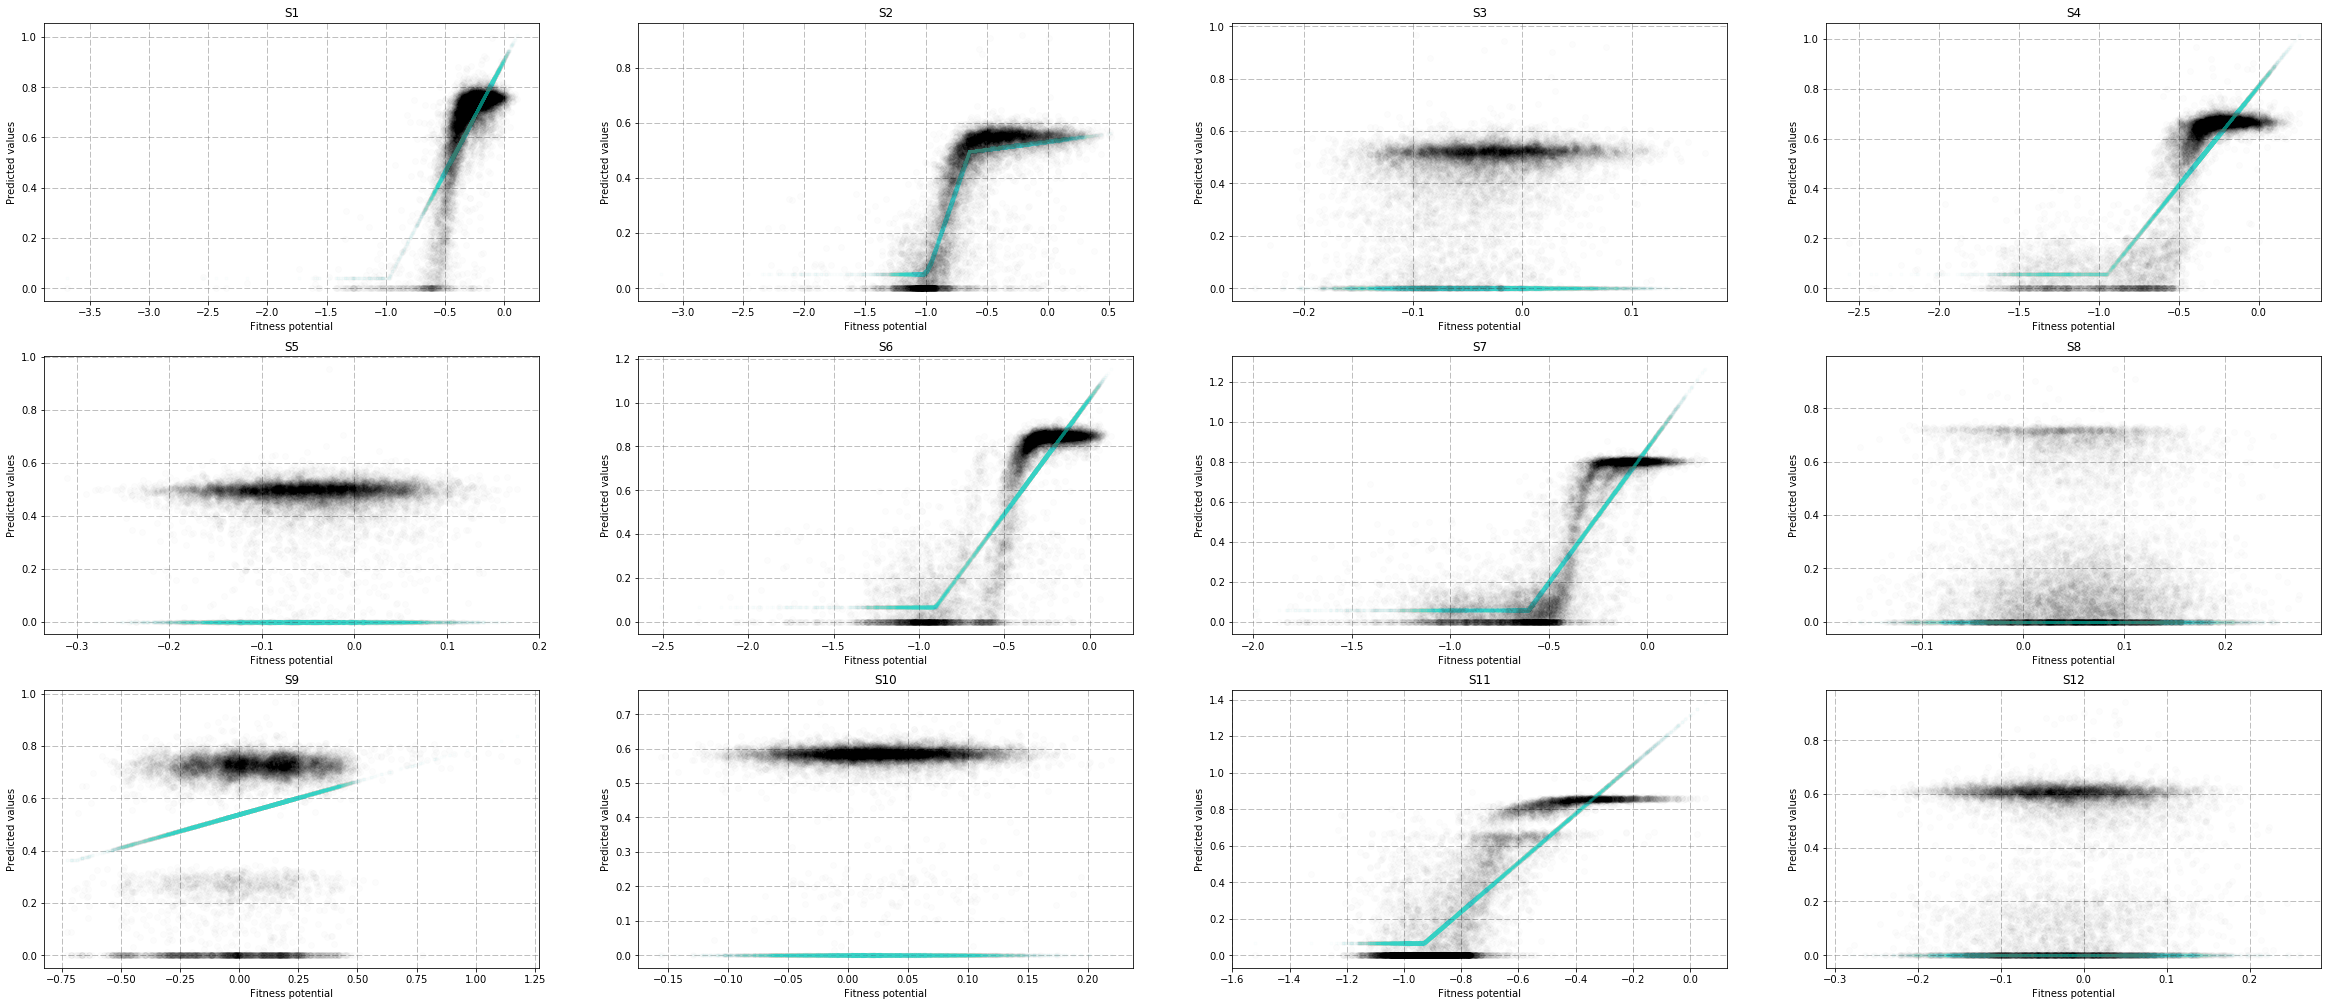 S1
1.0
0.8
0.6
0.4
0.2
0.0
Predicted values
−3.5 −3.0 −2.5 −2.0 −1.5 −1.0 −0.5 0.0
Fitness potential
S2
0.8
0.6
0.4
0.2
0.0
Predicted values
−3.0 −2.5 −2.0 −1.5 −1.0 −0.5 0.0 0.5
Fitness potential
S3
1.0
0.8
0.6
0.4
0.2
0.0
Predicted values
−0.2 −0.1 0.0 0.1
Fitness potential
S4
1.0
0.8
0.6
0.4
0.2
0.0
Predicted values
−2.5 −2.0 −1.5 −1.0 −0.5 0.0
Fitness potential
S5
1.0
0.8
0.6
0.4
0.2
0.0
Predicted values
−0.3 −0.2 −0.1 0.0 0.1 0.2
Fitness potential
S6
1.2
1.0
0.8
0.6
0.4
0.2
0.0
Predicted values
−2.5 −2.0 −1.5 −1.0 −0.5 0.0
Fitness potential
S7
1.2
1.0
0.8
0.6
0.4
0.2
0.0
Predicted values
−2.0 −1.5 −1.0 −0.5 0.0
Fitness potential
S8
0.8
0.6
0.4
0.2
0.0
Predicted values
−0.1 0.0 0.1 0.2
Fitness potential
S9
1.0
0.8
0.6
0.4
0.2
0.0
Predicted values
−0.75 −0.50 −0.25 0.00 0.25 0.50 0.75 1.00 1.25
Fitness potential
S10
0.7
0.6
0.5
0.4
0.3
0.2
0.1
0.0
Predicted values
−0.15 −0.10 −0.05 0.00 0.05 0.10 0.15 0.20
Fitness potential
S11
1.4
1.2
1.0
0.8
0.6
0.4
0.2
0.0
Predicted values
−1.6 −1.4 −1.2 −1.0 −0.8 −0.6 −0.4 −0.2 0.0
Fitness potential
S12
0.8
0.6
0.4
0.2
0.0
Predicted values
−0.3 −0.2 −0.1 0.0 0.1 0.2
Fitness potential